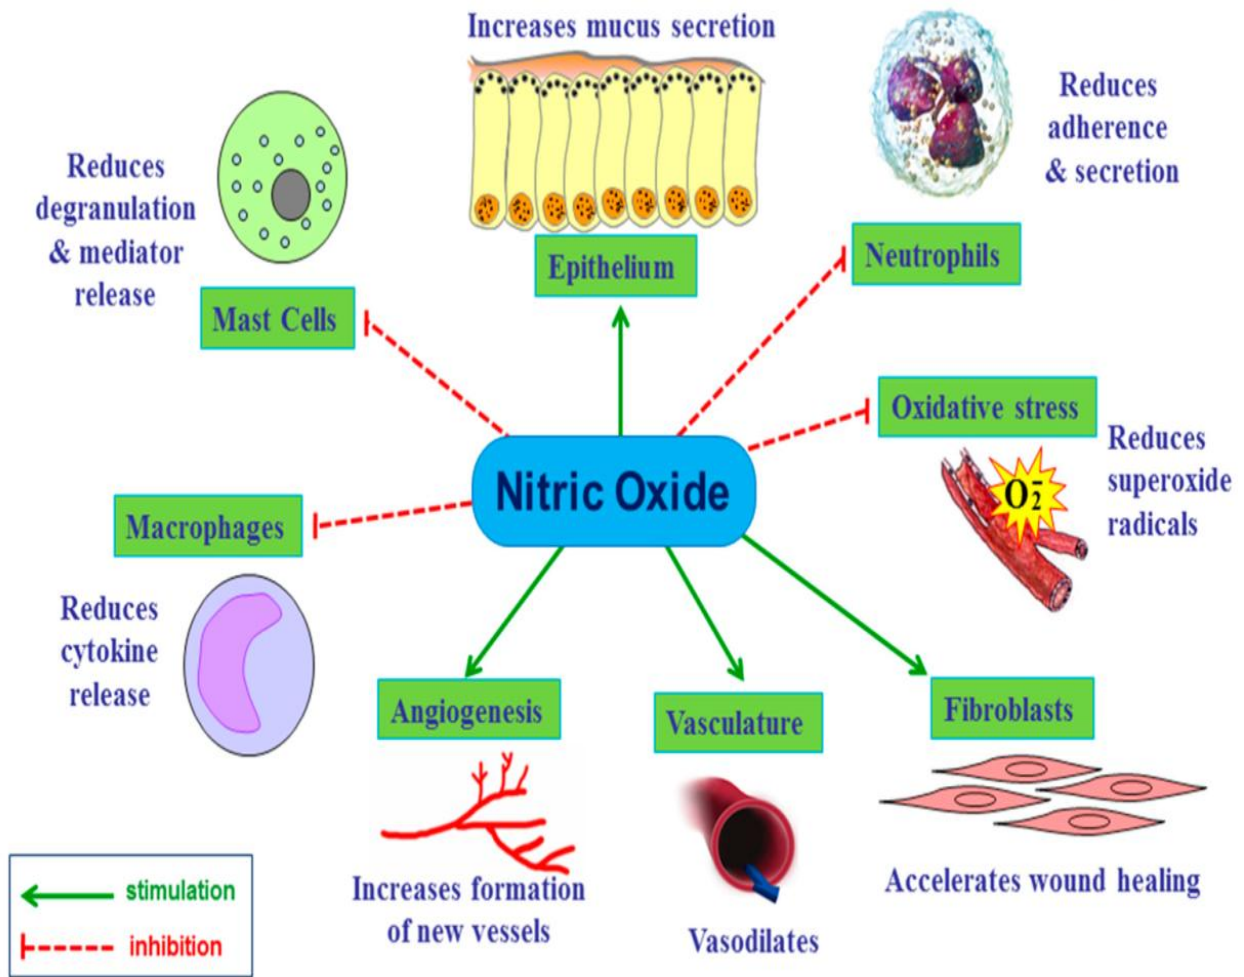 Increases mucus secretion
Reduces
adherence
& secretion
Reduces
degranulation
& mediator
release
Epithelium
Neutrophils
Mast Cells
Oxidative stress
Reduces
superoxide
radicals
O2-
Nitric Oxide
Macrophages
Reduces
cytokine
release
Angiogenesis
Vasculature
Fibroblasts
Increases formation
of new vessels
Vasodilates
Accelerates wound healing
stimulation
inhibition